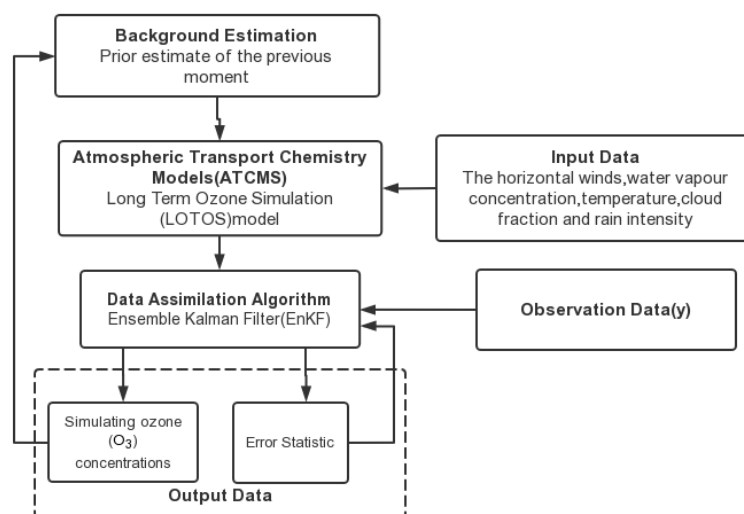 Background Estimation
Prior estimate of the previous
moment
Atmospheric Transport Chemistry
Models(ATCMS)
Long Term Ozone Simulation
(LOTOS)model
Input Data
The horizontal winds,water vapour
concentration,temperature,cloud
fraction and rain intensity
Data Assimilation Algorithm
Ensemble Kalman Filter(EnKF)
Observation Data(y)
Simulating ozone
(O₃)
concentrations
Error Statistic
Output Data